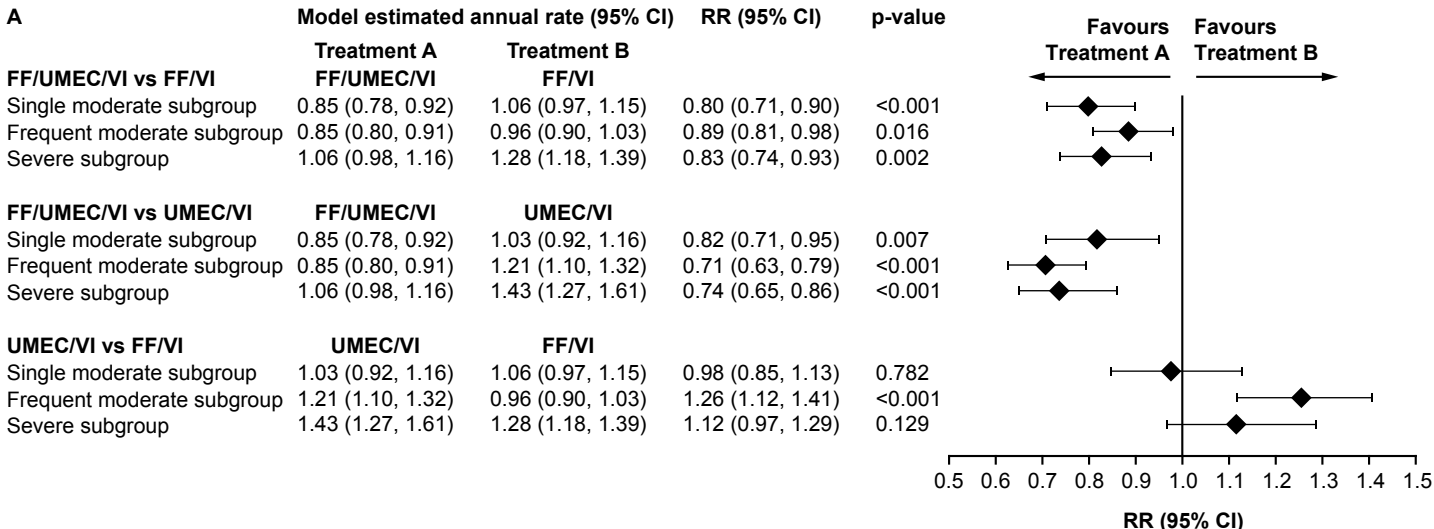 A Model estimated annual rate (95% CI) RR (95% CI) p-value
Favours Treatment A Favours Treatment B
Treatment A Treatment B
FF/UMEC/VI vs FF/VI FF/UMEC/VI FF/VI
Single moderate subgroup 0.85 (0.78, 0.92) 1.06 (0.97, 1.15) 0.80 (0.71, 0.90) <0.001
Frequent moderate subgroup 0.85 (0.80, 0.91) 0.96 (0.90, 1.03) 0.89 (0.81, 0.98) 0.016
Severe subgroup 1.06 (0.98, 1.16) 1.28 (1.18, 1.39) 0.83 (0.74, 0.93) 0.002
FF/UMEC/VI vs UMEC/VI FF/UMEC/VI UMEC/VI
Single moderate subgroup 0.85 (0.78, 0.92) 1.03 (0.92, 1.16) 0.82 (0.71, 0.95) 0.007
Frequent moderate subgroup 0.85 (0.80, 0.91) 1.21 (1.10, 1.32) 0.71 (0.63, 0.79) <0.001
Severe subgroup 1.06 (0.98, 1.16) 1.43 (1.27, 1.61) 0.74 (0.65, 0.86) <0.001
UMEC/VI vs FF/VI UMEC/VI FF/VI
Single moderate subgroup 1.03 (0.92, 1.16) 1.06 (0.97, 1.15) 0.98 (0.85, 1.13) 0.782
Frequent moderate subgroup 1.21 (1.10, 1.32) 0.96 (0.90, 1.03) 1.26 (1.12, 1.41) <0.001
Severe subgroup 1.43 (1.27, 1.61) 1.28 (1.18, 1.39) 1.12 (0.97, 1.29) 0.129
0.5 0.6 0.7 0.8 0.9 1.0 1.1 1.2 1.3 1.4 1.5
RR (95% CI)